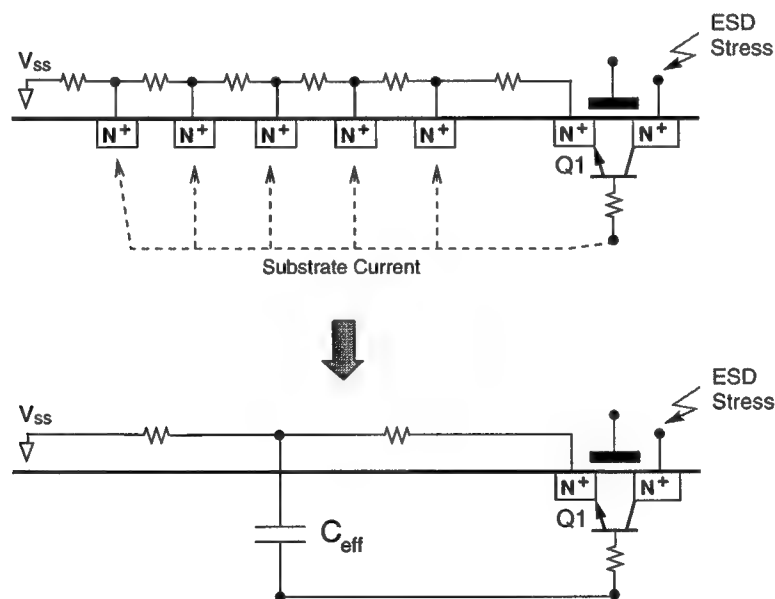 ESD
Stress
Vss
N+ N+ N+ N+ N+ N+ N+
Q1
Substrate Current
ESD
Stress
Vss
N+ N+
Q1
Ceff